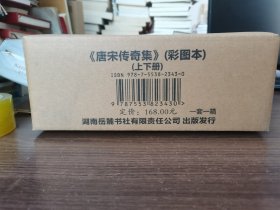 《唐宋传奇集》(彩图本)
(上下册)
ISBN 978-7-5538-2343-0
9 787553 823430 >
定价: 168.00元 一套一箱
湖南岳麓书社有限责任公司 出版发行